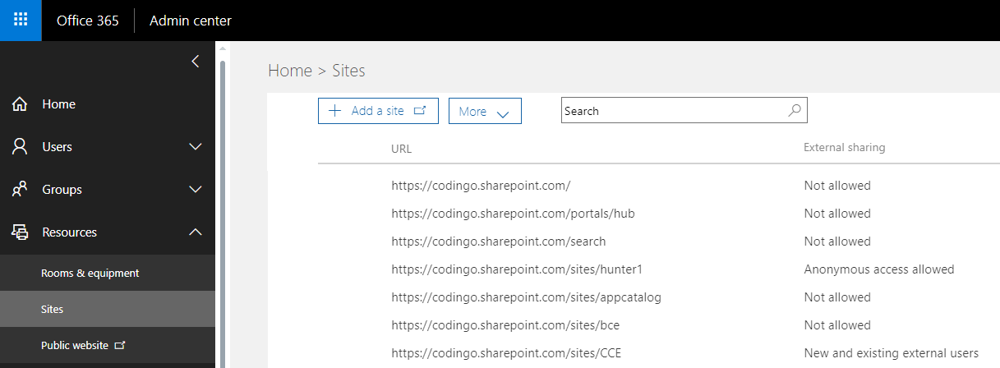 Office 365 Admin center
Home > Sites
Home
Users
Groups
Resources
Rooms & equipment
Sites
Public website
Add a site More Search
URL External sharing
https://codingo.sharepoint.com/ Not allowed
https://codingo.sharepoint.com/portals/hub Not allowed
https://codingo.sharepoint.com/search Not allowed
https://codingo.sharepoint.com/sites/hunter1 Anonymous access allowed
https://codingo.sharepoint.com/sites/appcatalog Not allowed
https://codingo.sharepoint.com/sites/bce Not allowed
https://codingo.sharepoint.com/sites/CCE New and existing external users